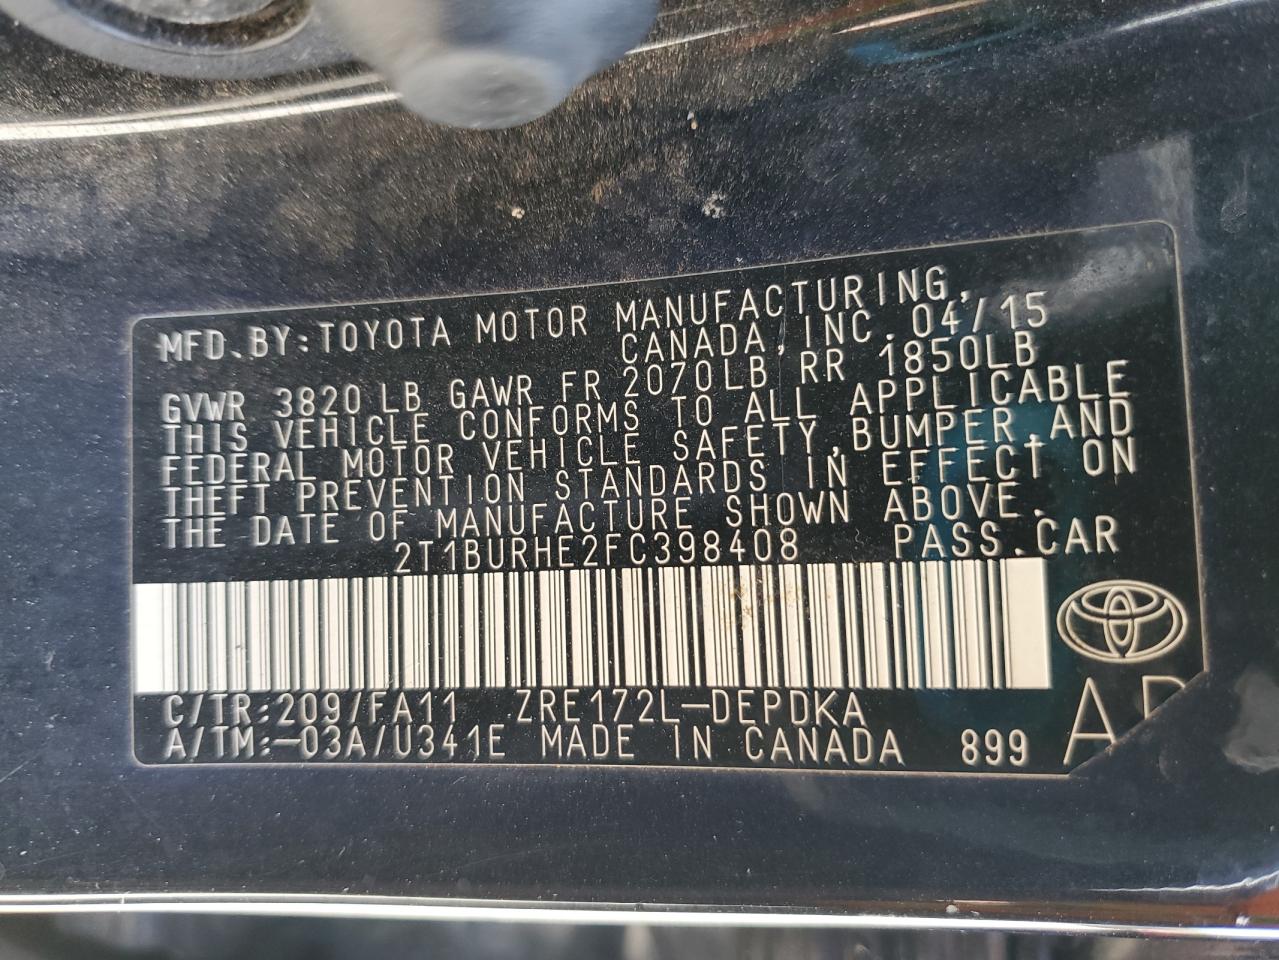 MFD.BY:TOYOTA MOTOR MANUFACTURING,
CANADA,INC. 04/15
GVWR 3820 LB GAWR FR 2070LB RR 1850LB
THIS VEHICLE CONFORMS TO ALL APPLICABLE
FEDERAL MOTOR VEHICLE SAFETY,BUMPER,AND
THEFT PREVENTION STANDARDS IN EFFECT ON
THE DATE OF MANUFACTURE SHOWN ABOVE.
2T1BURHE2FC398408 PASS.CAR
C/TR:209/FA11 ZRE172L-DEPDKA
A/TM:-03A/U341E MADE IN CANADA 899